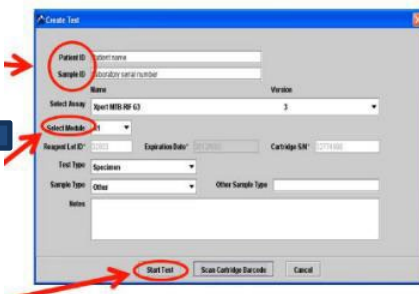 Create Test
Patient ID Patient name
Sample ID laboratory serial number
Name Version
Select Assay Xpert MTB-RIF G3 3
Select Module A1
Reagent Lot ID* Expiration Date* Cartridge S/N*
Test Type Specimen
Sample Type Other Other Sample Type
Notes
Start Test Scan Cartridge Barcode Cancel